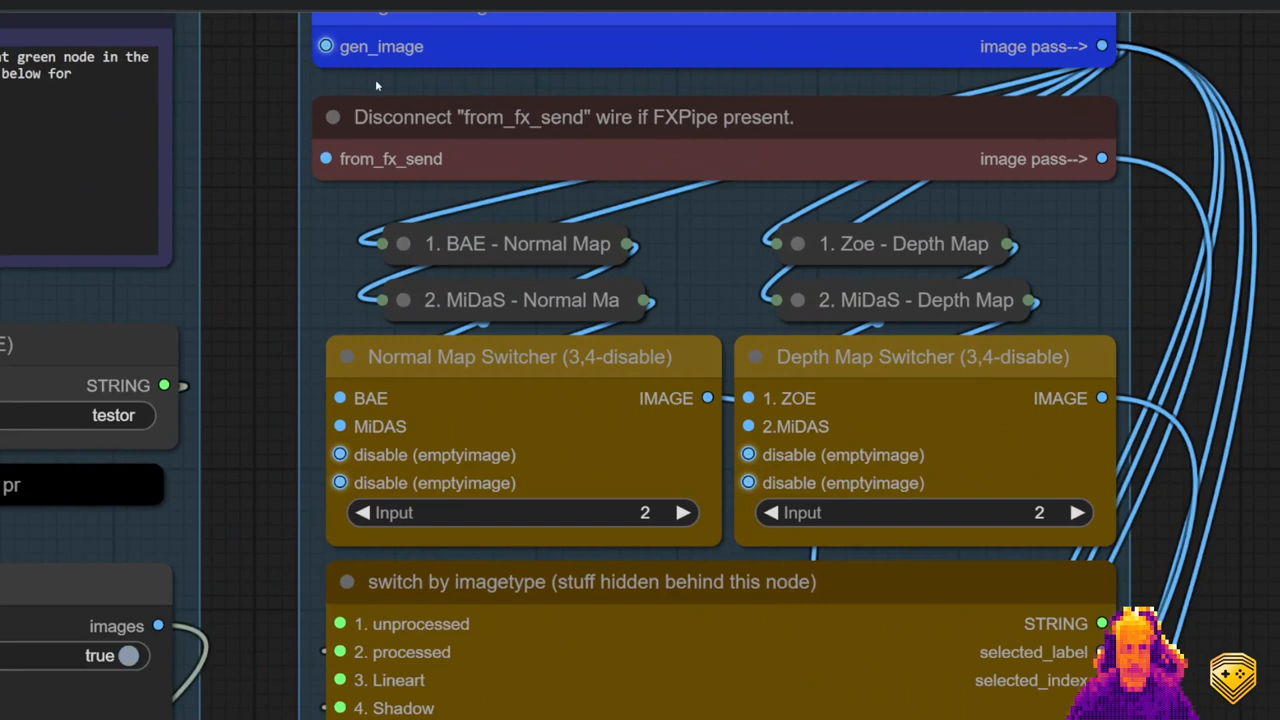 t green node in the
below for
gen_image
image pass-->
Disconnect "from_fx_send" wire if FXPipe present.
from_fx_send
image pass-->
1. BAE - Normal Map
1. Zoe - Depth Map
2. MiDaS - Normal Ma
2. MiDaS - Depth Map
E)
Normal Map Switcher (3,4-disable)
Depth Map Switcher (3,4-disable)
STRING
testor
BAE
IMAGE
1. ZOE
IMAGE
MiDAS
2.MiDAS
disable (emptyimage)
disable (emptyimage)
disable (emptyimage)
disable (emptyimage)
pr
Input
2
Input
2
switch by imagetype (stuff hidden behind this node)
images
true
1. unprocessed
STRING
2. processed
selected_label
3. Lineart
selected_index
4. Shadow